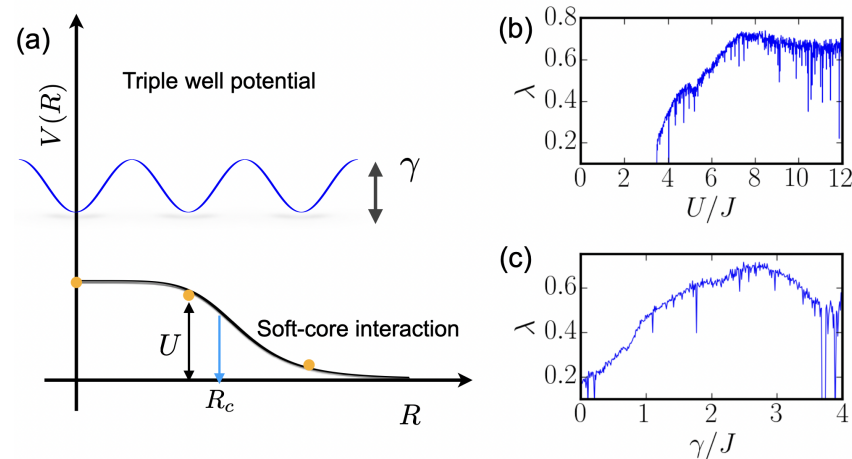 (a)
V(R)
Triple well potential
γ
U
Soft-core interaction
R_c
R
(b)
0.8
0.6
0.4
0.2
λ
0 2 4 6 8 10 12
U/J
(c)
0.6
0.4
0.2
λ
0 1 2 3 4
γ/J